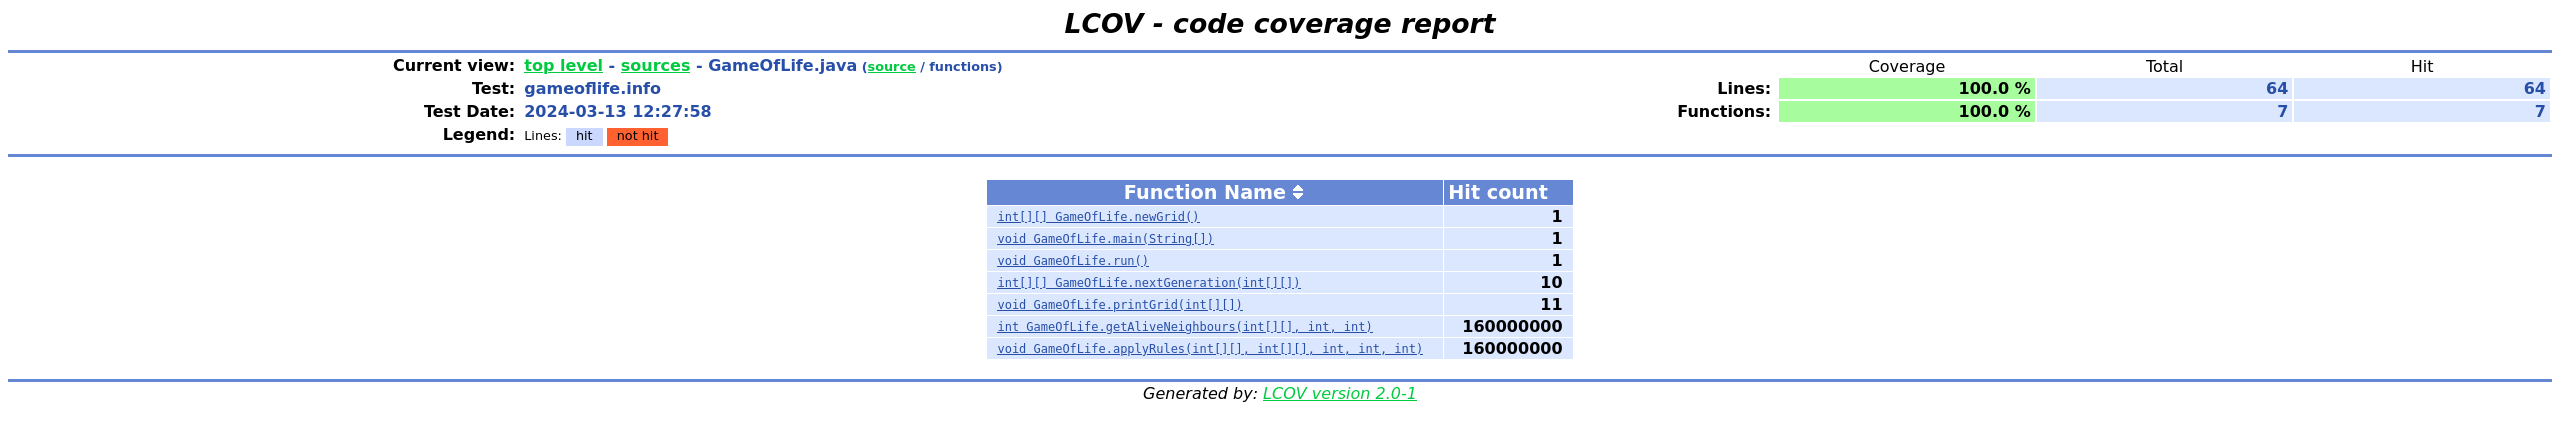 LCOV - code coverage report
Current view: top level - sources - GameOfLife.java (source / functions)
Coverage Total Hit
Test: gameoflife.info
Lines: 100.0 % 64 64
Test Date: 2024-03-13 12:27:58
Functions: 100.0 % 7 7
Legend: Lines: hit not hit
Function Name Hit count
int[][] GameOfLife.newGrid() 1
void GameOfLife.main(String[]) 1
void GameOfLife.run() 1
int[][] GameOfLife.nextGeneration(int[][]) 10
void GameOfLife.printGrid(int[][]) 11
int GameOfLife.getAliveNeighbours(int[][], int, int) 160000000
void GameOfLife.applyRules(int[][], int[][], int, int, int) 160000000
Generated by: LCOV version 2.0-1